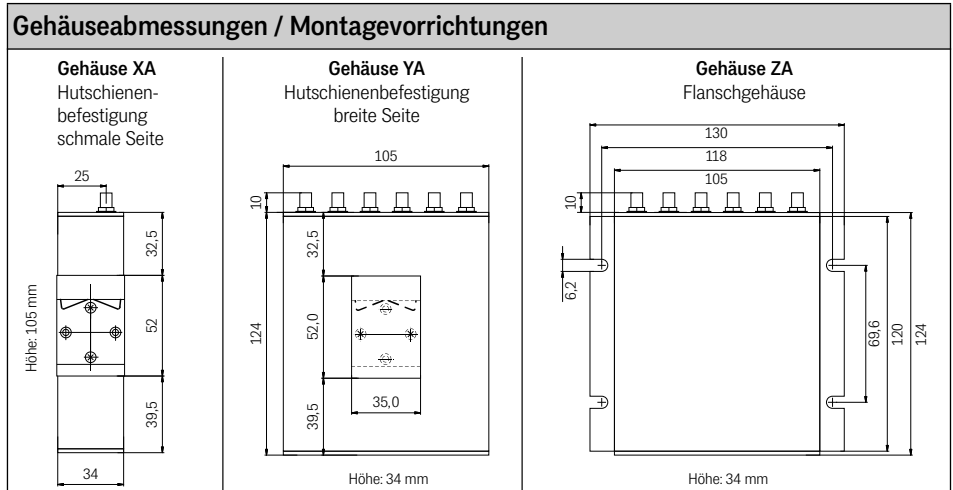 Gehäuseabmessungen / Montagevorrichtungen
Gehäuse XA
Hutschienen-
befestigung
schmale Seite
25
32,5
52
39,5
34
Höhe: 105 mm
Gehäuse YA
Hutschienenbefestigung
breite Seite
105
10
32,5
124
52,0
35,0
39,5
Höhe: 34 mm
Gehäuse ZA
Flanschgehäuse
130
118
105
10
6,2
69,6
120
124
Höhe: 34 mm